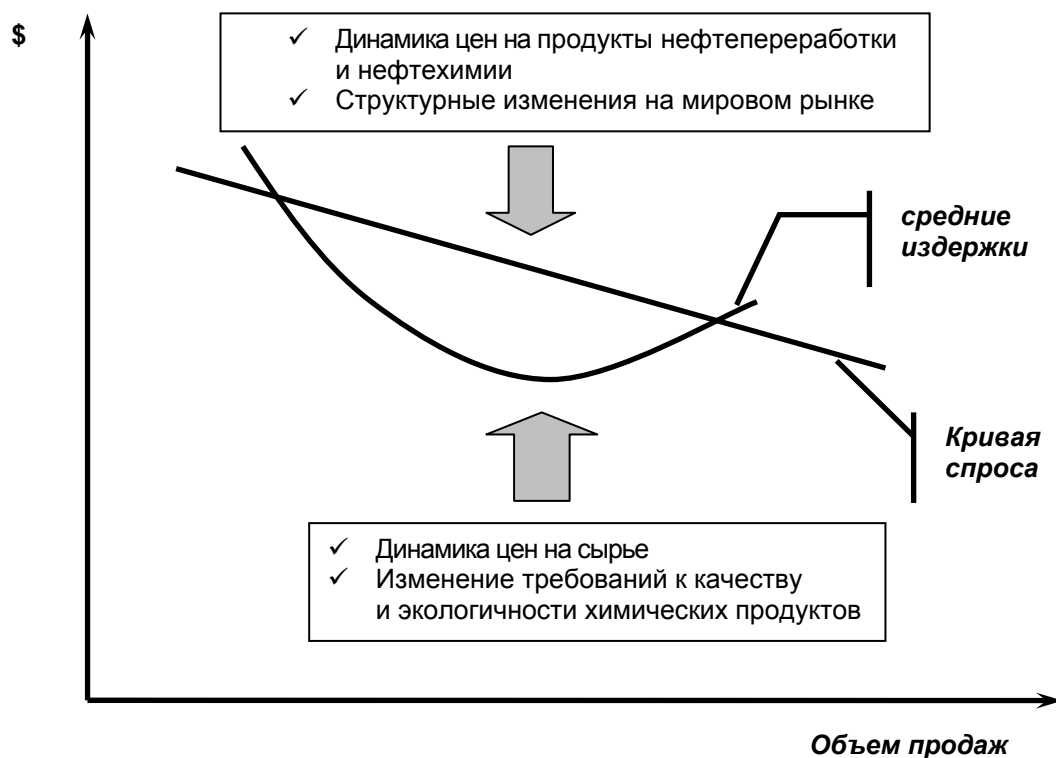 $
✓ Динамика цен на продукты нефтепереработки
и нефтехимии
✓ Структурные изменения на мировом рынке
средние
издержки
Кривая
спроса
✓ Динамика цен на сырье
✓ Изменение требований к качеству
и экологичности химических продуктов
Объем продаж